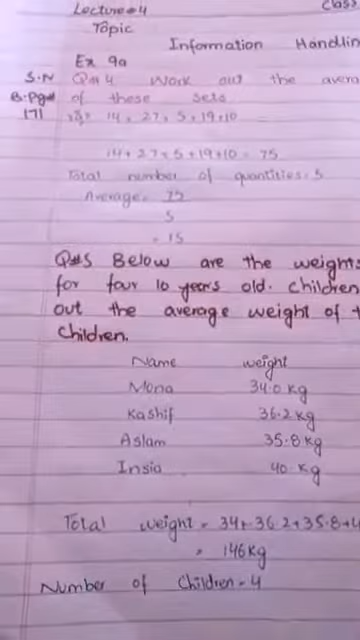 Lecture#4 Class
Topic
Information Handlin
Ex 9a
S.N Q#4 Work out the avera
B.pg# of these sets
171 14, 27, 5, 19, 10
14+27+5+19+10 = 75
Total number of quantities=5
Average= 75
5
= 15
Q#5 Below are the weights
for four 10 years old. Children
out the average weight of t
children.
Name weight
Mona 34.0 kg
Kashif 36.2 kg
Aslam 35.8 kg
Insia 40 kg
Total weight = 34+36.2+35.8+4
= 146kg
Number of Children=4